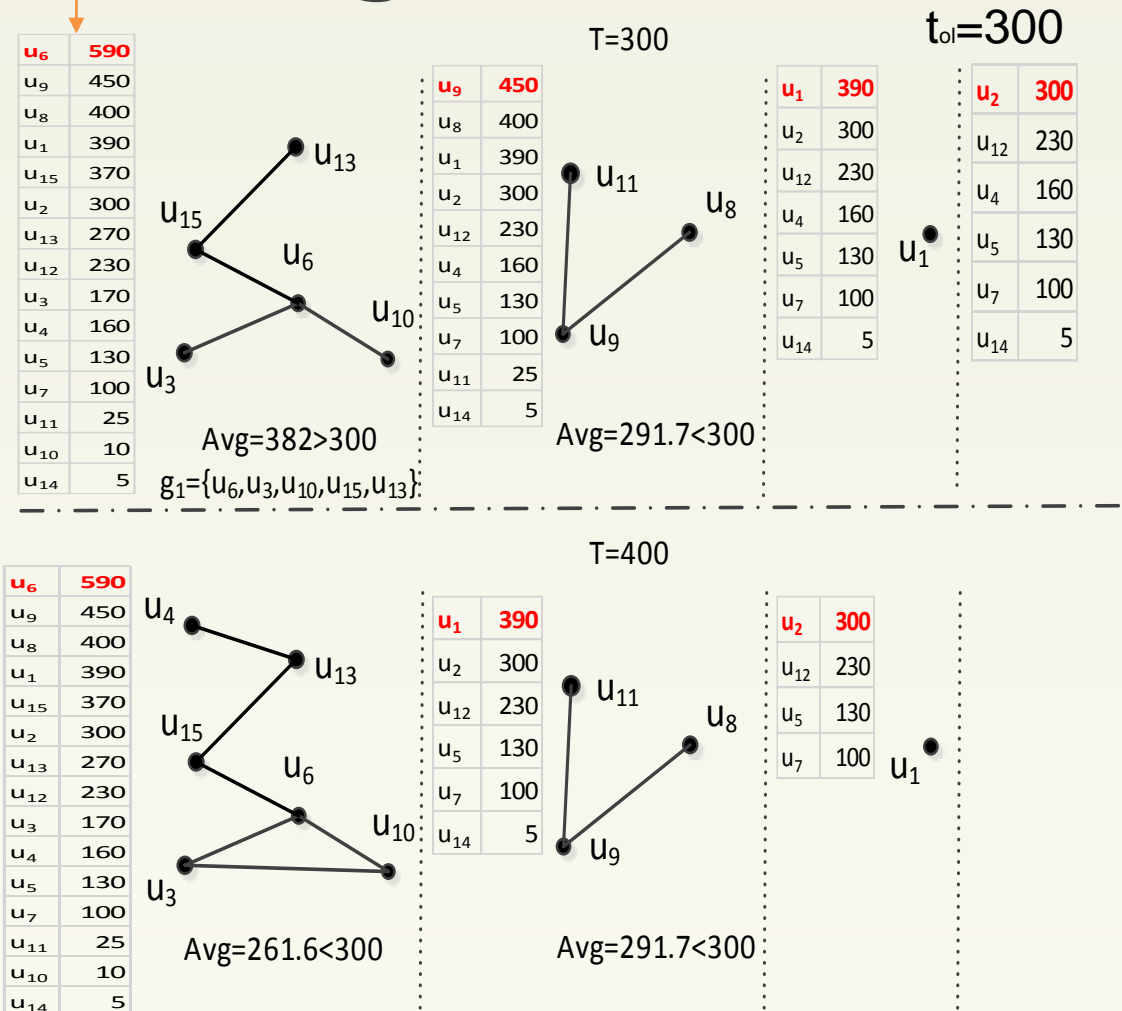 T=300
tol=300
u6 590
u9 450
u8 400
u1 390
u15 370
u2 300
u13 270
u12 230
u3 170
u4 160
u5 130
u7 100
u11 25
u10 10
u14 5
u13
u15
u6
u10
u3
Avg=382>300
g1={u6,u3,u10,u15,u13}
u9 450
u8 400
u1 390
u2 300
u12 230
u4 160
u5 130
u7 100
u11 25
u14 5
u11
u8
u9
Avg=291.7<300
u1 390
u2 300
u12 230
u4 160
u5 130
u7 100
u14 5
u1
u2 300
u12 230
u4 160
u5 130
u7 100
u14 5
T=400
u6 590
u9 450
u8 400
u1 390
u15 370
u2 300
u13 270
u12 230
u3 170
u4 160
u5 130
u7 100
u11 25
u10 10
u14 5
u4
u13
u15
u6
u10
u3
Avg=261.6<300
u1 390
u2 300
u12 230
u5 130
u7 100
u14 5
u11
u8
u9
Avg=291.7<300
u2 300
u12 230
u5 130
u7 100
u1